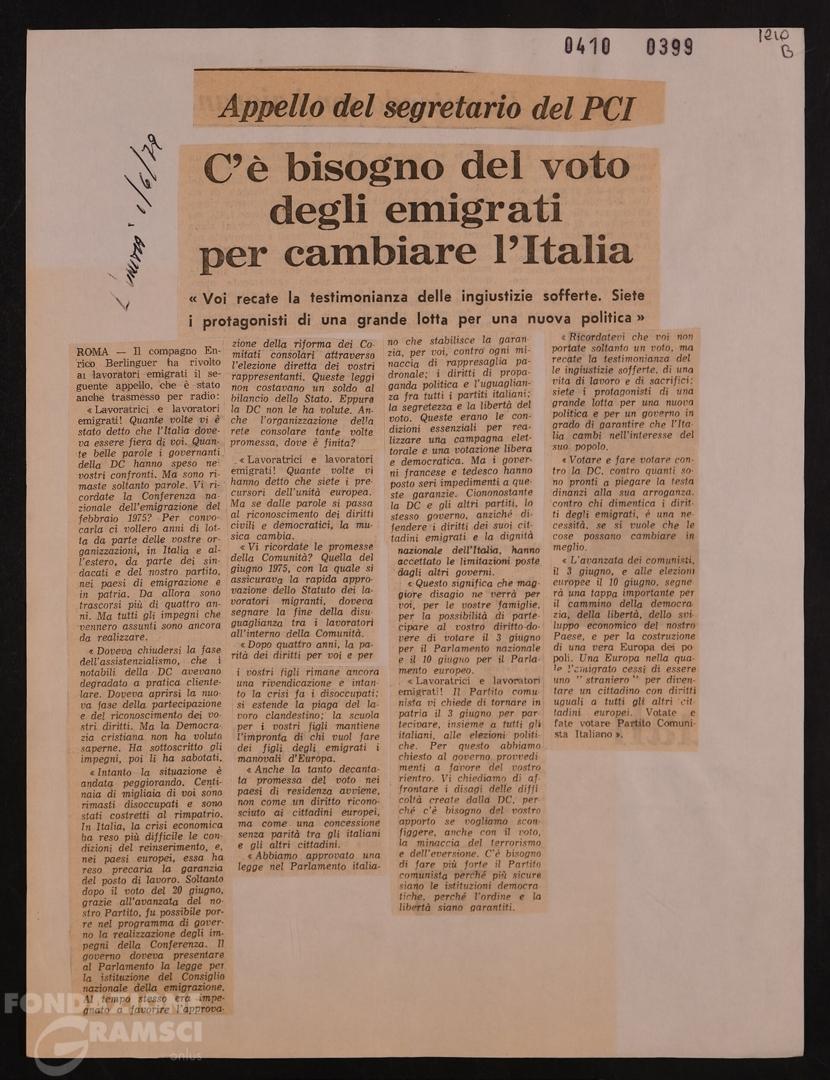 0410 0399
1210
B
L'Unità 1/6/79
Appello del segretario del PCI
C'è bisogno del voto
degli emigrati
per cambiare l'Italia
« Voi recate la testimonianza delle ingiustizie sofferte. Siete
i protagonisti di una grande lotta per una nuova politica »
ROMA — Il compagno En-
rico Berlinguer ha rivolto
ai lavoratori emigrati il se-
guente appello, che è stato
anche trasmesso per radio:
« Lavoratrici e lavoratori
emigrati! Quante volte vi è
stato detto che l'Italia dove-
va essere fiera di voi. Quan-
te belle parole i governanti
della DC hanno speso nei
vostri confronti. Ma sono ri-
maste soltanto parole. Vi ri-
cordate la Conferenza na-
zionale dell'emigrazione del
febbraio 1975? Per convo-
carla ci vollero anni di lot-
ta da parte delle vostre or-
ganizzazioni, in Italia e al-
l'estero, da parte dei sin-
dacati e del nostro partito,
nei paesi di emigrazione e
in patria. Da allora sono
trascorsi più di quattro an-
ni. Ma tutti gli impegni che
vennero assunti sono ancora
da realizzare.
« Doveva chiudersi la fase
dell'assistenzialismo, che i
notabili della DC avevano
degradato a pratica cliente-
lare. Doveva aprirsi la nuo-
va fase della partecipazione
e del riconoscimento dei vo-
stri diritti. Ma la Democra-
zia cristiana non ha voluto
saperne. Ha sottoscritto gli
impegni, poi li ha sabotati.
« Intanto la situazione è
andata peggiorando. Centi-
naia di migliaia di voi sono
rimasti disoccupati e sono
stati costretti al rimpatrio.
In Italia, la crisi economica
ha reso più difficile le con-
dizioni del reinserimento, e,
nei paesi europei, essa ha
reso precaria la garanzia
del posto di lavoro. Soltanto
dopo il voto del 20 giugno,
grazie all'avanzata del no-
stro Partito, fu possibile por-
re nel programma di gover-
no la realizzazione degli im-
pegni della Conferenza. Il
governo doveva presentare
al Parlamento la legge per
la istituzione del Consiglio
nazionale della emigrazione.
Al tempo stesso era impe-
gnato a favorire l'approva-
zione della riforma dei Co-
mitati consolari attraverso
l'elezione diretta dei vostri
rappresentanti. Queste leggi
non costavano un soldo al
bilancio dello Stato. Eppure
la DC non le ha volute. An-
che l'organizzazione della
rete consolare tante volte
promessa, dove è finita?
« Lavoratrici e lavoratori
emigrati! Quante volte vi
hanno detto che siete i pre-
cursori dell'unità europea.
Ma se dalle parole si passa
al riconoscimento dei diritti
civili e democratici, la mu-
sica cambia.
« Vi ricordate le promesse
della Comunità? Quella del
giugno 1975, con la quale si
assicurava la rapida appro-
vazione dello Statuto dei la-
voratori migranti, doveva
segnare la fine della disu-
guaglianza tra i lavoratori
all'interno della Comunità.
« Dopo quattro anni, la pa-
rità dei diritti per voi e per
i vostri figli rimane ancora
una rivendicazione e intan-
to la crisi fa i disoccupati;
si estende la piaga del la-
voro clandestino; la scuola
per i vostri figli mantiene
l'impronta di chi vuol fare
dei figli degli emigrati i
manovali d'Europa.
« Anche la tanto decanta-
ta promessa del voto nei
paesi di residenza avviene,
non come un diritto ricono-
sciuto ai cittadini europei,
ma come una concessione
senza parità tra gli italiani
e gli altri cittadini.
« Abbiamo approvato una
legge nel Parlamento italia-
no che stabilisce la garan-
zia, per voi, contro ogni mi-
naccia di rappresaglia pa-
dronale; i diritti di propa-
ganda politica e l'uguaglian-
za fra tutti i partiti italiani;
la segretezza e la libertà del
voto. Queste erano le con-
dizioni essenziali per rea-
lizzare una campagna elet-
torale e una votazione libera
e democratica. Ma i gover-
ni francese e tedesco hanno
posto seri impedimenti a que-
ste garanzie. Ciononostante
la DC e gli altri partiti, lo
stesso governo, anziché di-
fendere i diritti dei suoi cit-
tadini emigrati e la dignità
nazionale dell'Italia, hanno
accettato le limitazioni poste
dagli altri governi.
« Questo significa che mag-
giore disagio ne verrà per
voi, per le vostre famiglie,
per la possibilità di parte-
cipare al vostro diritto-do-
vere di votare il 3 giugno
per il Parlamento nazionale
e il 10 giugno per il Parla-
mento europeo.
« Lavoratrici e lavoratori
emigrati! Il Partito comu-
nista vi chiede di tornare in
patria il 3 giugno per par-
tecipare, insieme a tutti gli
italiani, alle elezioni politi-
che. Per questo abbiamo
chiesto al governo provvedi-
menti a favore del vostro
rientro. Vi chiediamo di af-
frontare i disagi delle diffi
coltà create dalla DC, per
ché c'è bisogno del vostro
apporto se vogliamo scon-
figgere, anche con il voto,
la minaccia del terrorismo
e dell'eversione. C'è bisogno
di fare più forte il Partito
comunista perché più sicure
siano le istituzioni democra-
tiche, perché l'ordine e la
libertà siano garantiti.
« Ricordatevi che voi non
portate soltanto un voto, ma
recate la testimonianza del
le ingiustizie sofferte, di una
vita di lavoro e di sacrifici:
siete i protagonisti di una
grande lotta per una nuova
politica e per un governo in
grado di garantire che l'Ita-
lia cambi nell'interesse del
suo popolo.
« Votare e fare votare con-
tro la DC, contro quanti so-
no pronti a piegare la testa
dinanzi alla sua arroganza,
contro chi dimentica i dirit-
ti degli emigrati, è una ne-
cessità, se si vuole che le
cose possano cambiare in
meglio.
« L'avanzata dei comunisti,
il 3 giugno, e alle elezioni
europee il 10 giugno, segne
rà una tappa importante per
il cammino della democra-
zia, della libertà, dello svi-
luppo economico del nostro
Paese, e per la costruzione
di una vera Europa dei po
poli. Una Europa nella qua-
le l'emigrato cessi di essere
uno "straniero" per diven-
tare un cittadino con diritti
uguali a tutti gli altri cit-
tadini europei. Votate e
fate votare Partito Comuni-
sta Italiano ».
FONDAZIONE
GRAMSCI
onlus